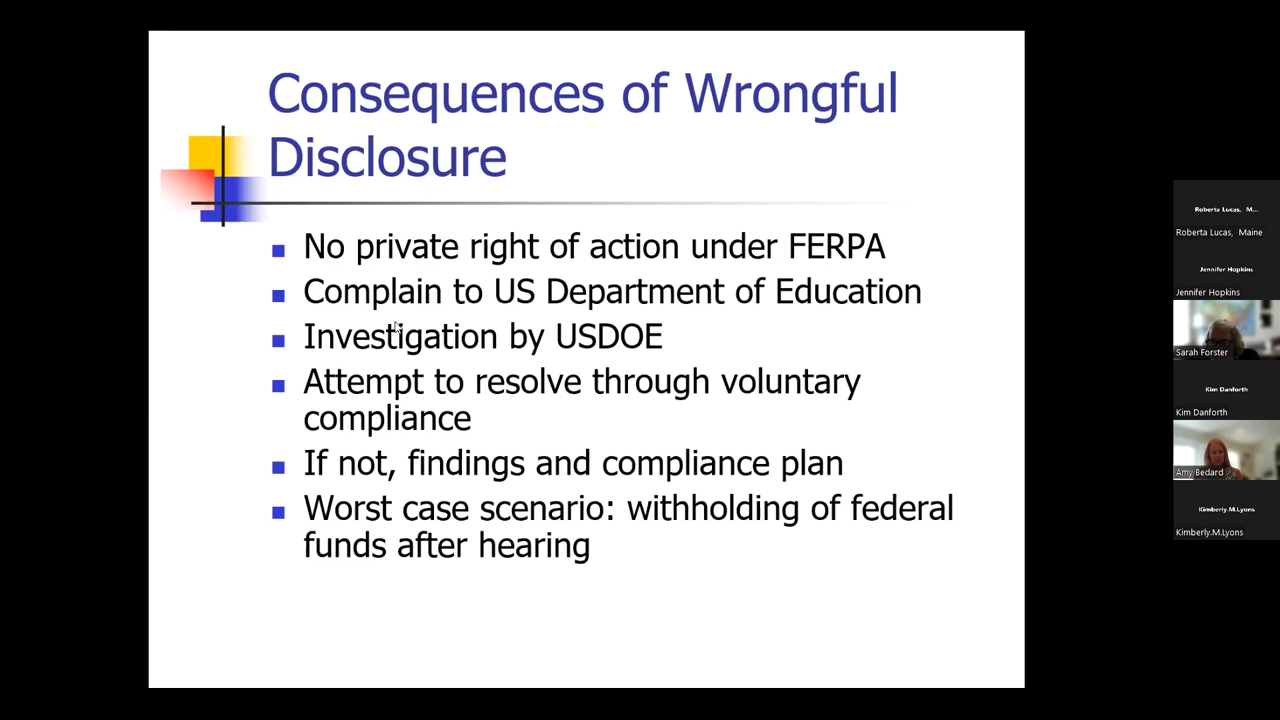 Consequences of Wrongful
Disclosure
No private right of action under FERPA
Complain to US Department of Education
Investigation by USDOE
Attempt to resolve through voluntary
compliance
If not, findings and compliance plan
Worst case scenario: withholding of federal
funds after hearing
Roberta Lucas, M...
Roberta Lucas, Maine
Jennifer Hopkins
Jennifer Hopkins
Sarah Forster
Kim Danforth
Kim Danforth
Amy Bedard
Kimberly.M.Lyons
Kimberly.M.Lyons